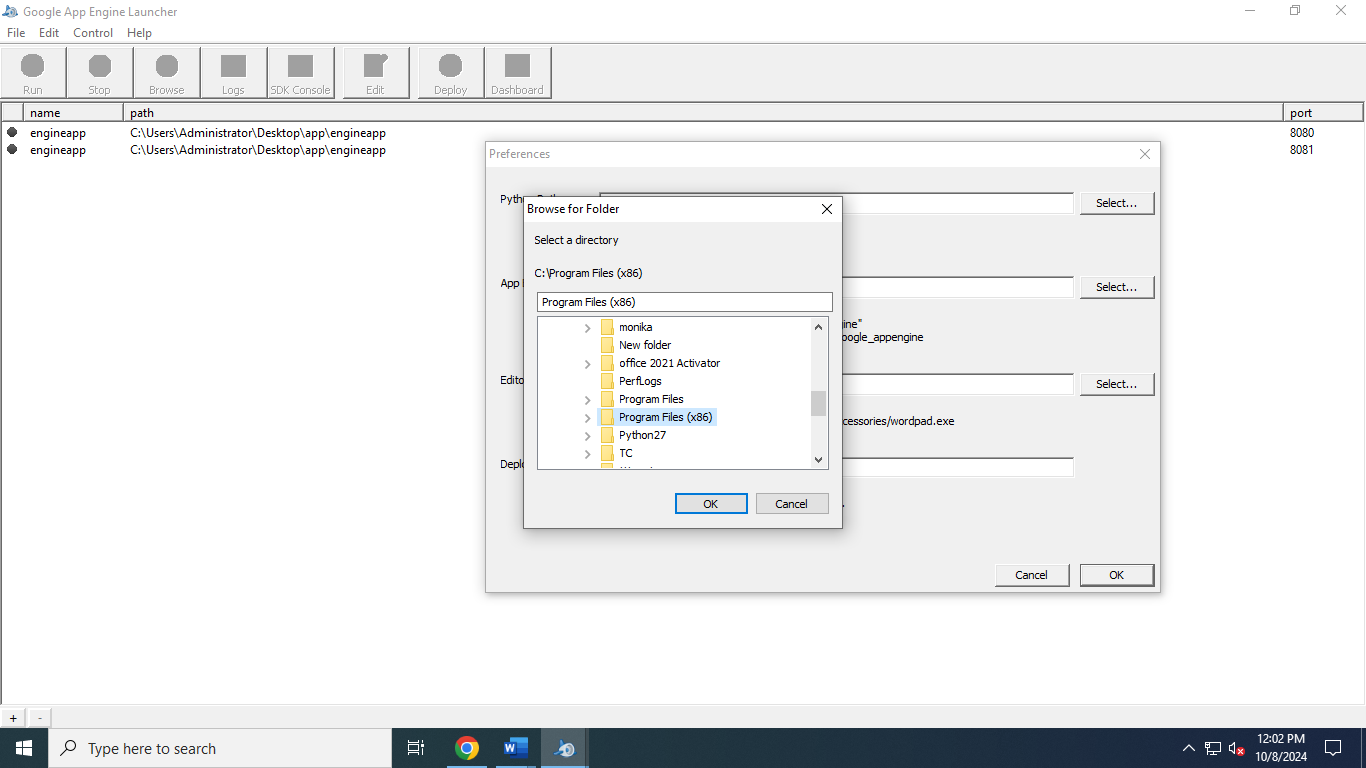 Google App Engine Launcher
File Edit Control Help
Run Stop Browse Logs SDK Console Edit Deploy Dashboard
name path port
engineapp C:\Users\Administrator\Desktop\app\engineapp 8080
engineapp C:\Users\Administrator\Desktop\app\engineapp 8081
Preferences
Select...
Browse for Folder
Select a directory
C:\Program Files (x86)
App
Select...
Program Files (x86)
ine"
oogle_appengine
monika
New folder
office 2021 Activator
PerfLogs
Program Files
Program Files (x86)
Python27
TC
Edito
Select...
cessories/wordpad.exe
Deplo
OK Cancel
Cancel OK
+ -
Type here to search
12:02 PM
10/8/2024